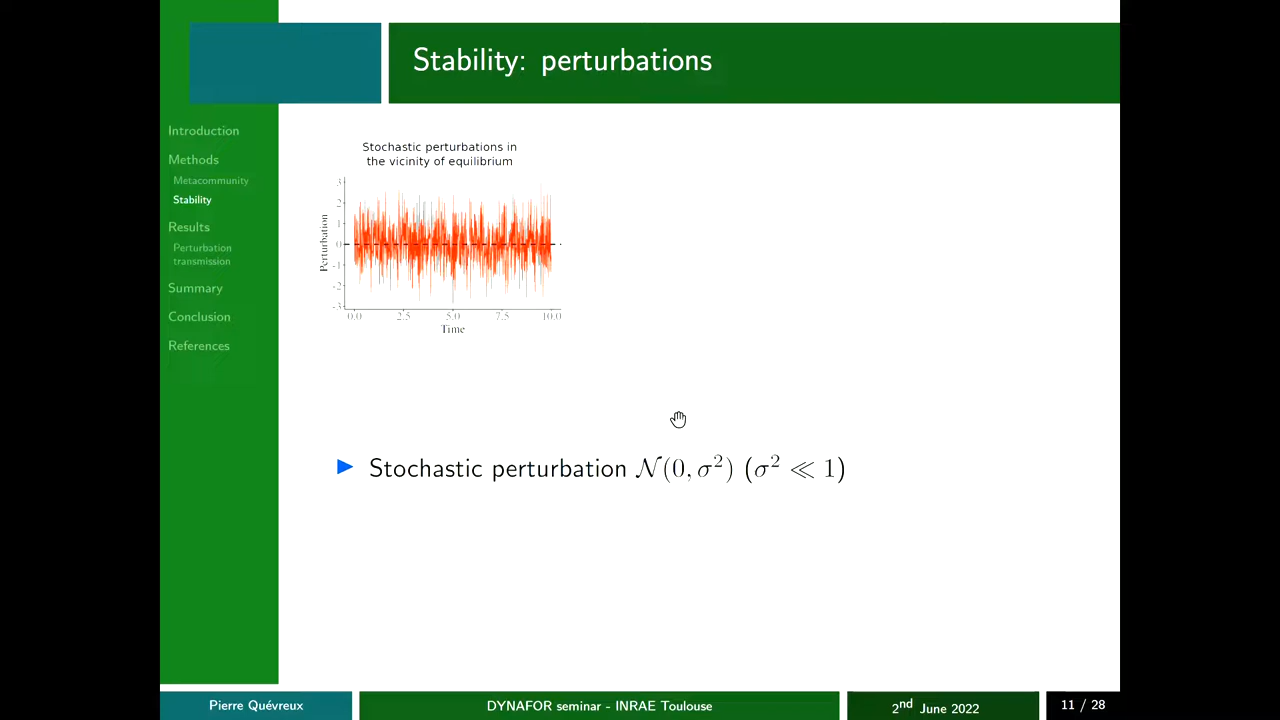 Stability: perturbations
Introduction
Methods
Metacommunity
Stability
Results
Perturbation
transmission
Summary
Conclusion
References
Stochastic perturbations in
the vicinity of equilibrium
Perturbation
3
2
1
0
-1
-2
-3
0.0 2.5 5.0 7.5 10.0
Time
Stochastic perturbation 𝒩(0, σ²) (σ² ≪ 1)
Pierre Quévreux
DYNAFOR seminar - INRAE Toulouse
2nd June 2022
11 / 28